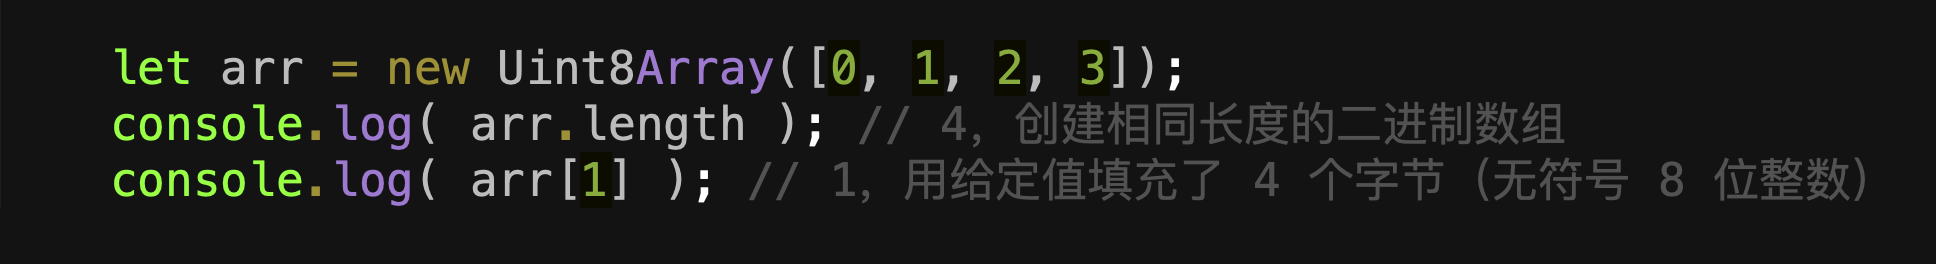 let arr = new Uint8Array([0, 1, 2, 3]);
console.log( arr.length ); // 4，创建相同长度的二进制数组
console.log( arr[1] ); // 1，用给定值填充了 4 个字节（无符号 8 位整数）